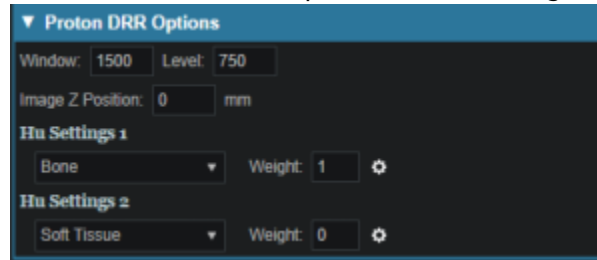 ▼ Proton DRR Options
Window: 1500 Level: 750
Image Z Position: 0 mm
Hu Settings 1
Bone Weight: 1
Hu Settings 2
Soft Tissue Weight: 0